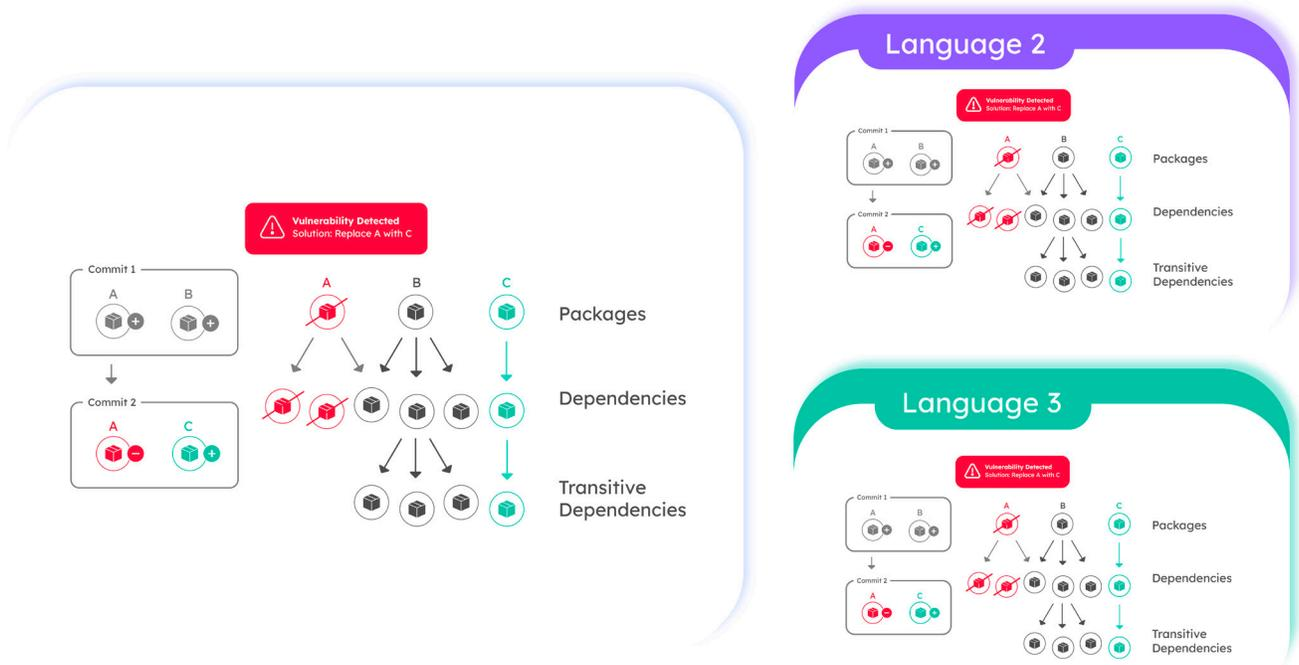 Vulnerability Detected
Solution: Replace A with C
Commit 1
A B
Commit 2
A C
A B C
Packages
Dependencies
Transitive
Dependencies
Language 2
Vulnerability Detected
Solution: Replace A with C
Commit 1
A B
Commit 2
A C
A B C
Packages
Dependencies
Transitive
Dependencies
Language 3
Vulnerability Detected
Solution: Replace A with C
Commit 1
A B
Commit 2
A C
A B C
Packages
Dependencies
Transitive
Dependencies